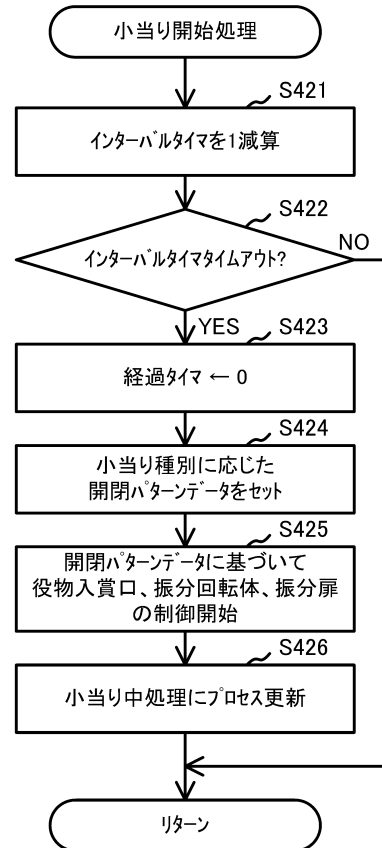 小当り開始処理
S421
インターバルタイマを1減算
S422
インターバルタイマタイムアウト?
NO
YES
S423
経過タイマ ← 0
S424
小当り種別に応じた
開閉パターンデータをセット
S425
開閉パターンデータに基づいて
役物入賞口、振分回転体、振分扉
の制御開始
S426
小当り中処理にプロセス更新
リターン